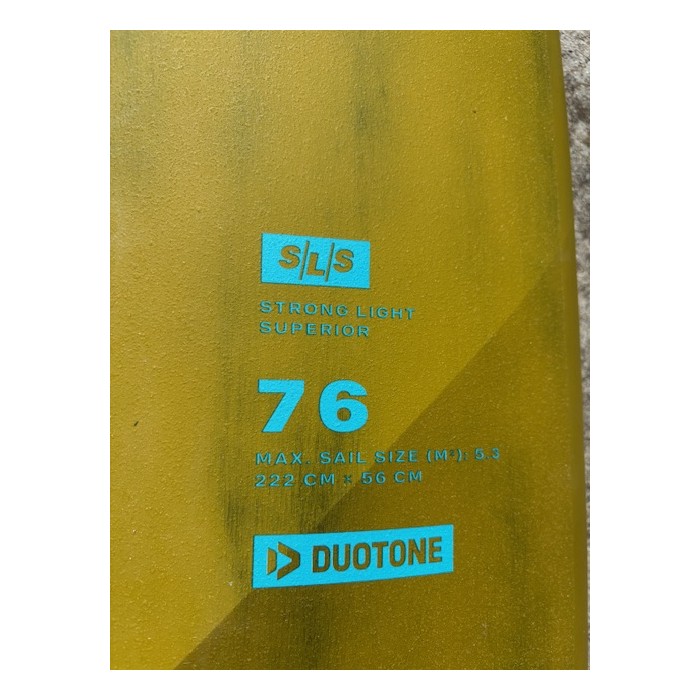 S/L/S
STRONG LIGHT
SUPERIOR
76
MAX. SAIL SIZE (M²): 5.3
222 CM x 56 CM
DUOTONE